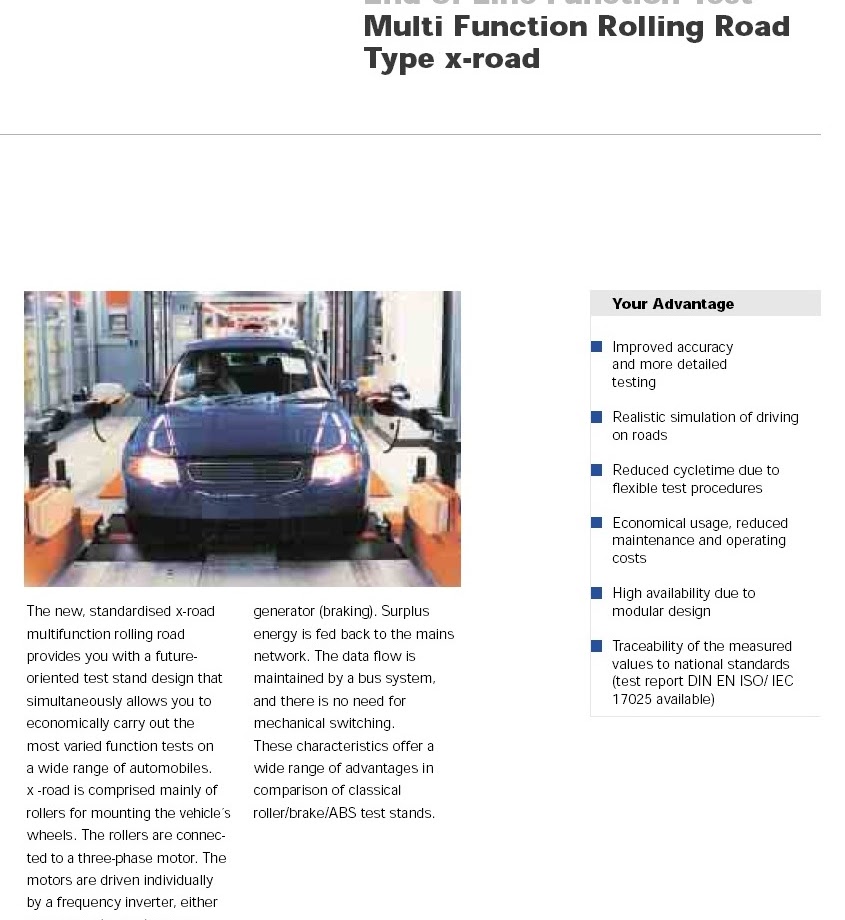 End Of Line Function Test
Multi Function Rolling Road
Type x-road
Your Advantage
Improved accuracy
and more detailed
testing
Realistic simulation of driving
on roads
Reduced cycletime due to
flexible test procedures
Economical usage, reduced
maintenance and operating
costs
High availability due to
modular design
Traceability of the measured
values to national standards
(test report DIN EN ISO/ IEC
17025 available)
The new, standardised x-road
multifunction rolling road
provides you with a future-
oriented test stand design that
simultaneously allows you to
economically carry out the
most varied function tests on
a wide range of automobiles.
x -road is comprised mainly of
rollers for mounting the vehicle´s
wheels. The rollers are connec-
ted to a three-phase motor. The
motors are driven individually
by a frequency inverter, either
generator (braking). Surplus
energy is fed back to the mains
network. The data flow is
maintained by a bus system,
and there is no need for
mechanical switching.
These characteristics offer a
wide range of advantages in
comparison of classical
roller/brake/ABS test stands.